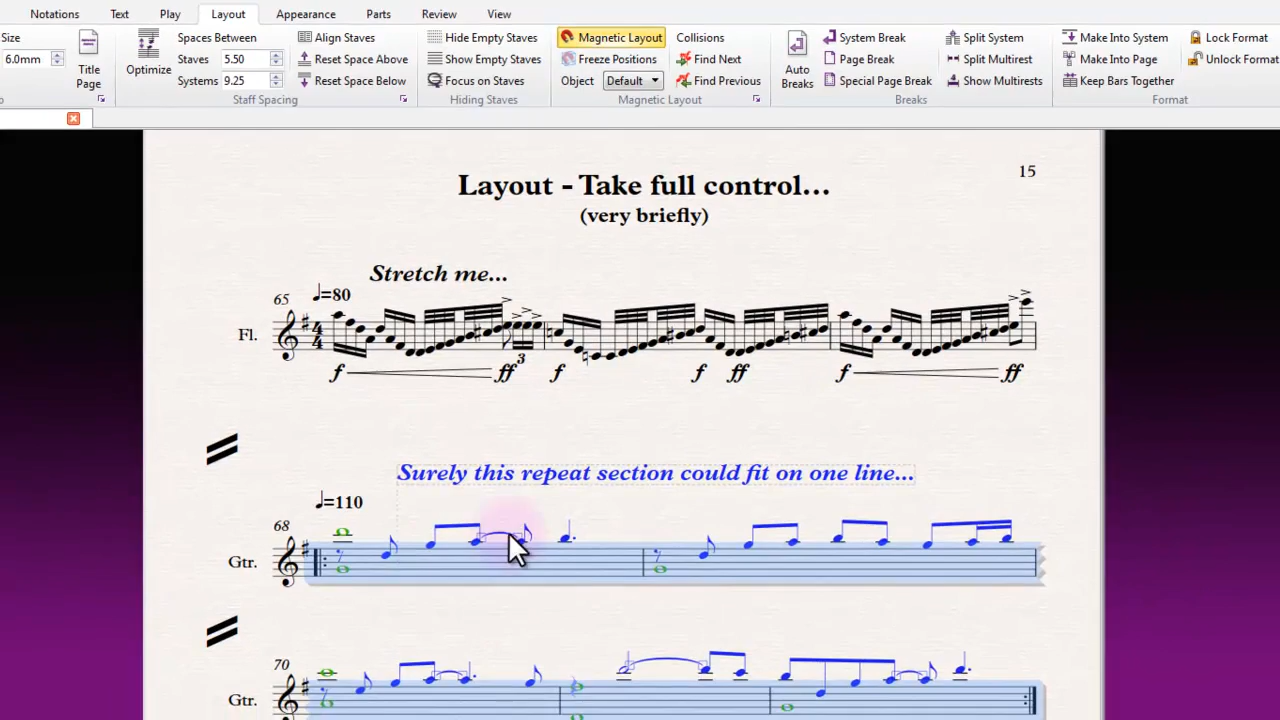 Notations Text Play Layout Appearance Parts Review View
Size Spaces Between Align Staves Hide Empty Staves Magnetic Layout Collisions System Break Split System Make Into System Lock Format
6.0mm Title Page Optimize Staves 5.50 Reset Space Above Show Empty Staves Freeze Positions Find Next Auto Breaks Page Break Split Multirest Make Into Page Unlock Format
Systems 9.25 Reset Space Below Focus on Staves Object Default Find Previous Special Page Break Show Multirests Keep Bars Together
Staff Spacing Hiding Staves Magnetic Layout Breaks Format
15
Layout - Take full control...
(very briefly)
Stretch me...
65 ♩=80
Fl. 4 4
3
f ff f f ff f ff
Surely this repeat section could fit on one line...
♩=110
68
Gtr.
70
Gtr.